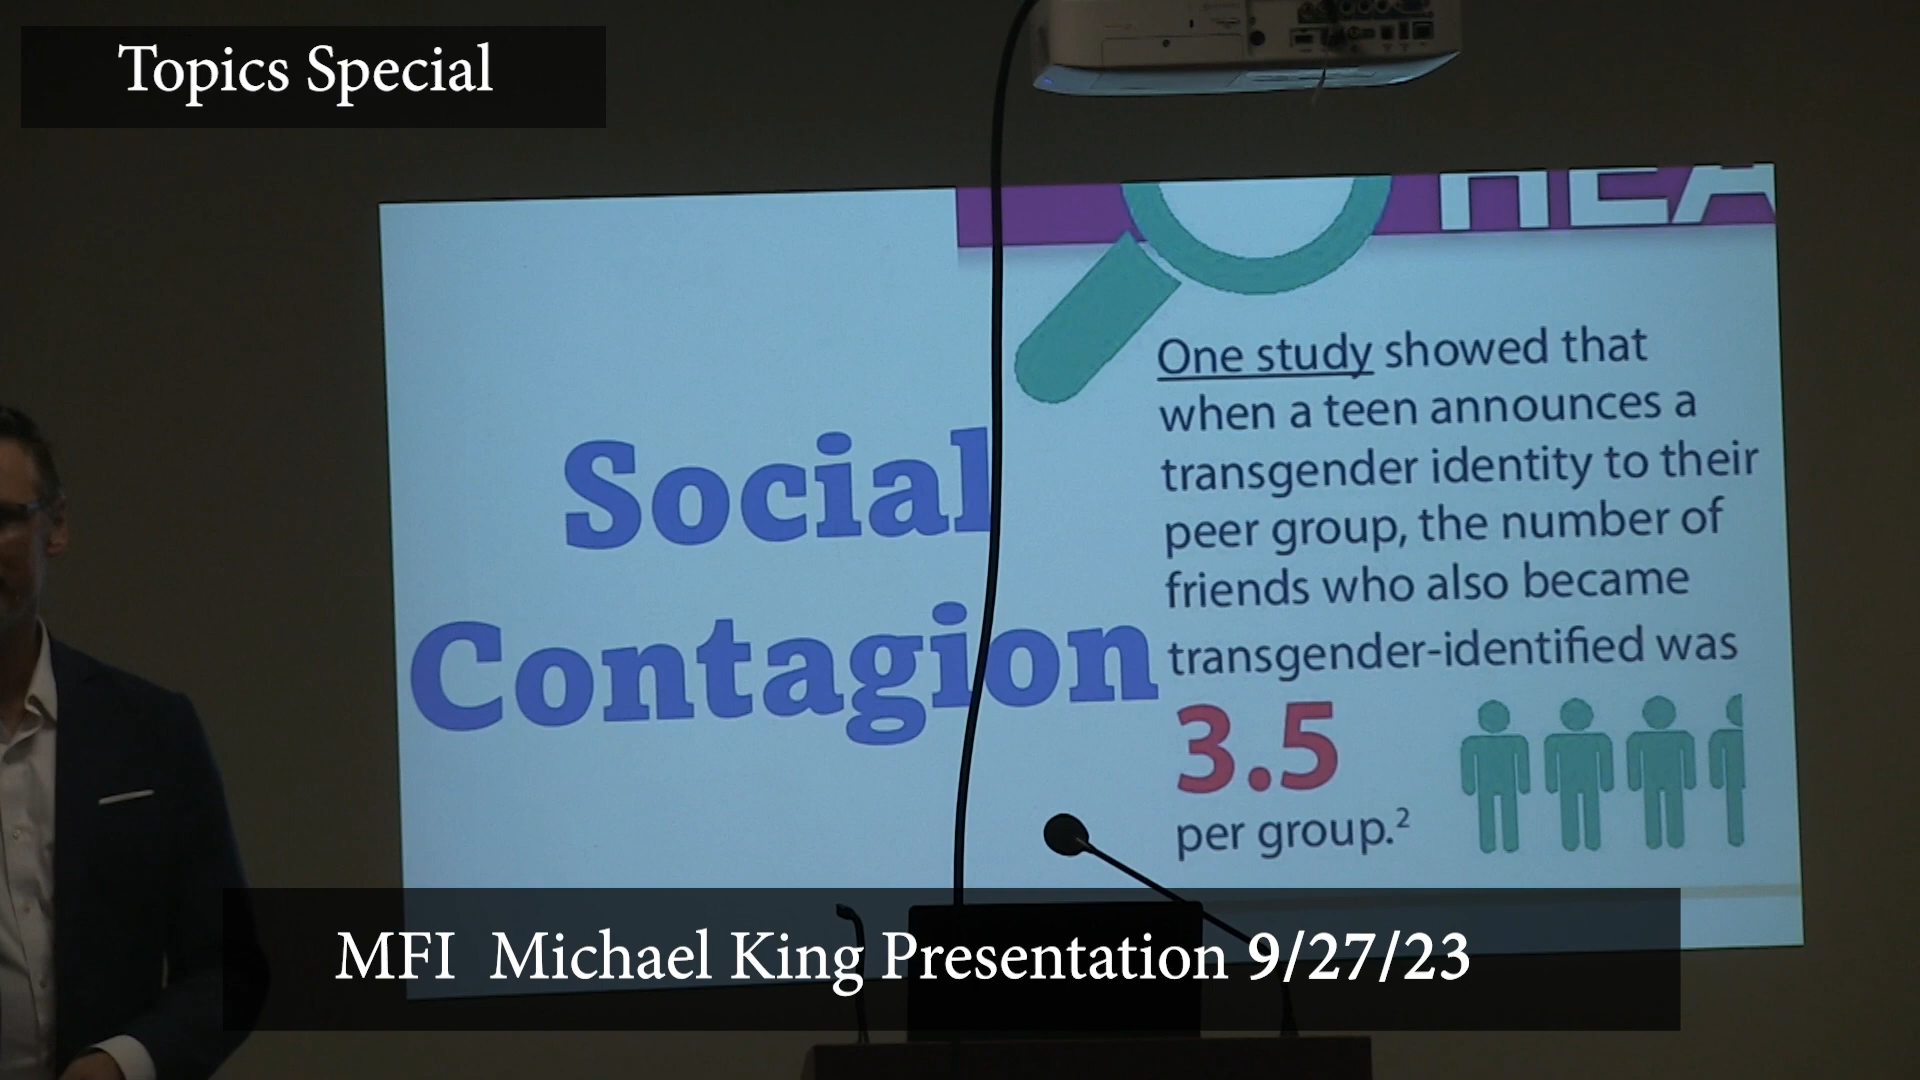 Topics Special
HEA
Social
Contagion
One study showed that
when a teen announces a
transgender identity to their
peer group, the number of
friends who also became
transgender-identified was
3.5
per group.²
MFI  Michael King Presentation 9/27/23